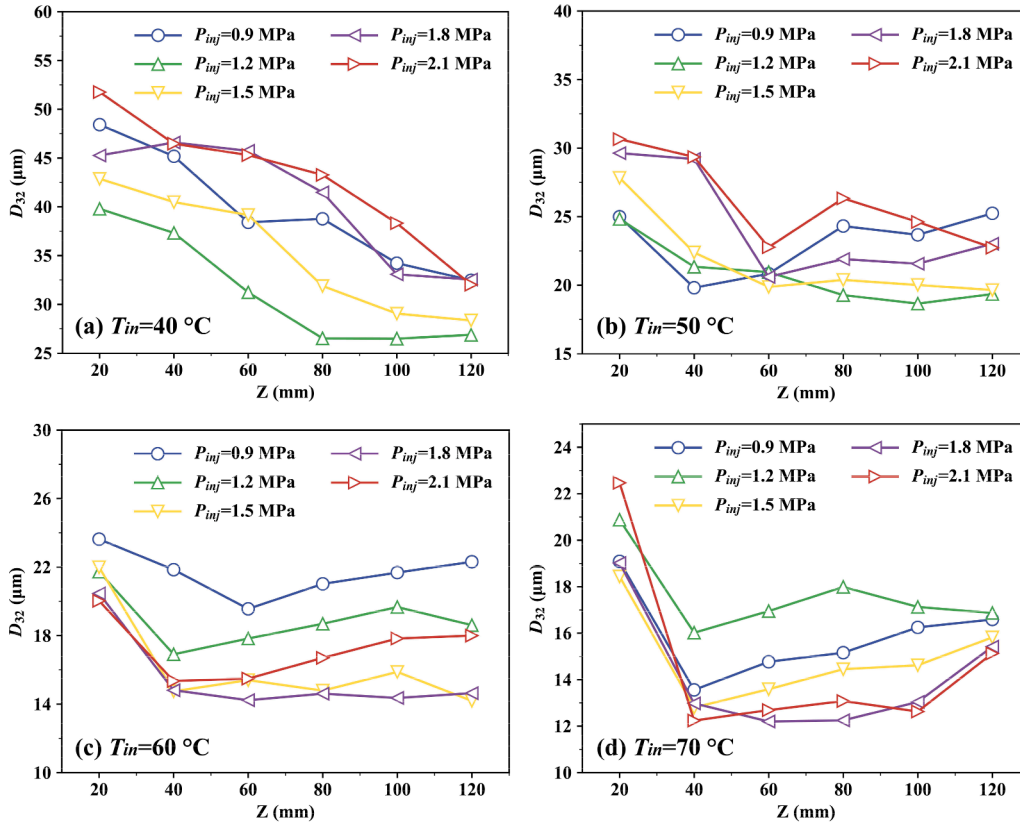 60
55
50
45
40
35
30
25
D32 (μm)
Pinj=0.9 MPa
Pinj=1.2 MPa
Pinj=1.5 MPa
Pinj=1.8 MPa
Pinj=2.1 MPa
(a) Tin=40 °C
20 40 60 80 100 120
Z (mm)
40
35
30
25
20
15
D32 (μm)
Pinj=0.9 MPa
Pinj=1.2 MPa
Pinj=1.5 MPa
Pinj=1.8 MPa
Pinj=2.1 MPa
(b) Tin=50 °C
20 40 60 80 100 120
Z (mm)
30
26
22
18
14
10
D32 (μm)
Pinj=0.9 MPa
Pinj=1.2 MPa
Pinj=1.5 MPa
Pinj=1.8 MPa
Pinj=2.1 MPa
(c) Tin=60 °C
20 40 60 80 100 120
Z (mm)
24
22
20
18
16
14
12
10
D32 (μm)
Pinj=0.9 MPa
Pinj=1.2 MPa
Pinj=1.5 MPa
Pinj=1.8 MPa
Pinj=2.1 MPa
(d) Tin=70 °C
20 40 60 80 100 120
Z (mm)